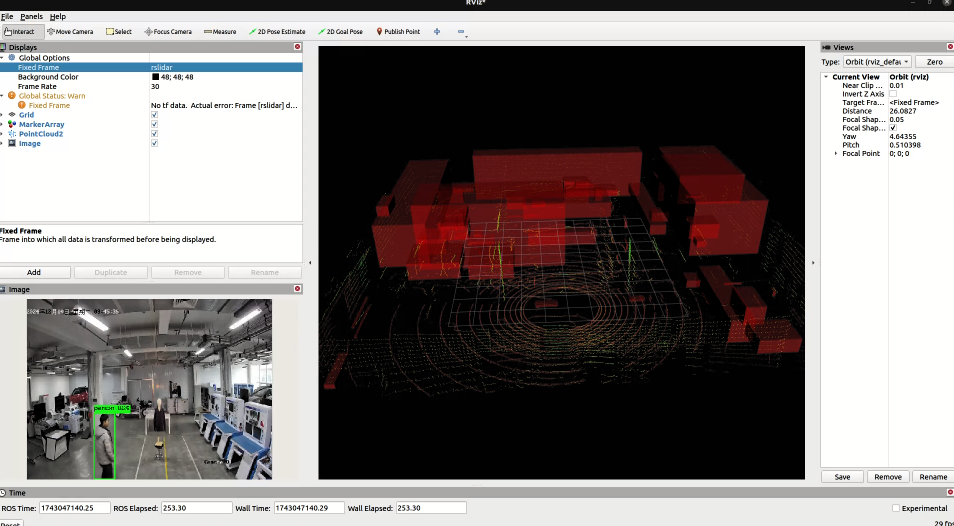 RViz*
File Panels Help
Interact Move Camera Select Focus Camera Measure 2D Pose Estimate 2D Goal Pose Publish Point
Displays
Global Options
Fixed Frame rslidar
Background Color 48; 48; 48
Frame Rate 30
Global Status: Warn
Fixed Frame No tf data. Actual error: Frame [rslidar] d...
Grid
MarkerArray
PointCloud2
Image
Fixed Frame
Frame into which all data is transformed before being displayed.
Add Duplicate Remove Rename
Image
person
Views
Type: Orbit (rviz_defau Zero
Current View Orbit (rviz)
Near Clip ... 0.01
Invert Z Axis
Target Fra... <Fixed Frame>
Distance 26.0827
Focal Shap... 0.05
Focal Shap...
Yaw 4.64355
Pitch 0.510398
Focal Point 0; 0; 0
Save Remove Rename
Time
ROS Time: 1743047140.25 ROS Elapsed: 253.30 Wall Time: 1743047140.29 Wall Elapsed: 253.30 Experimental
Reset 29 fps